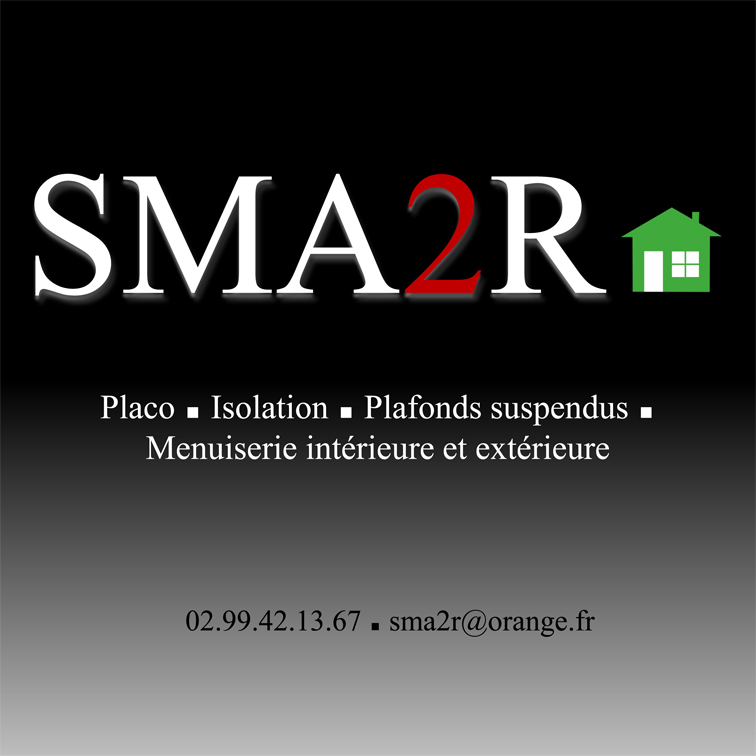 SMA2R
Placo ▪ Isolation ▪ Plafonds suspendus ▪
Menuiserie intérieure et extérieure
02.99.42.13.67 ▪ sma2r@orange.fr